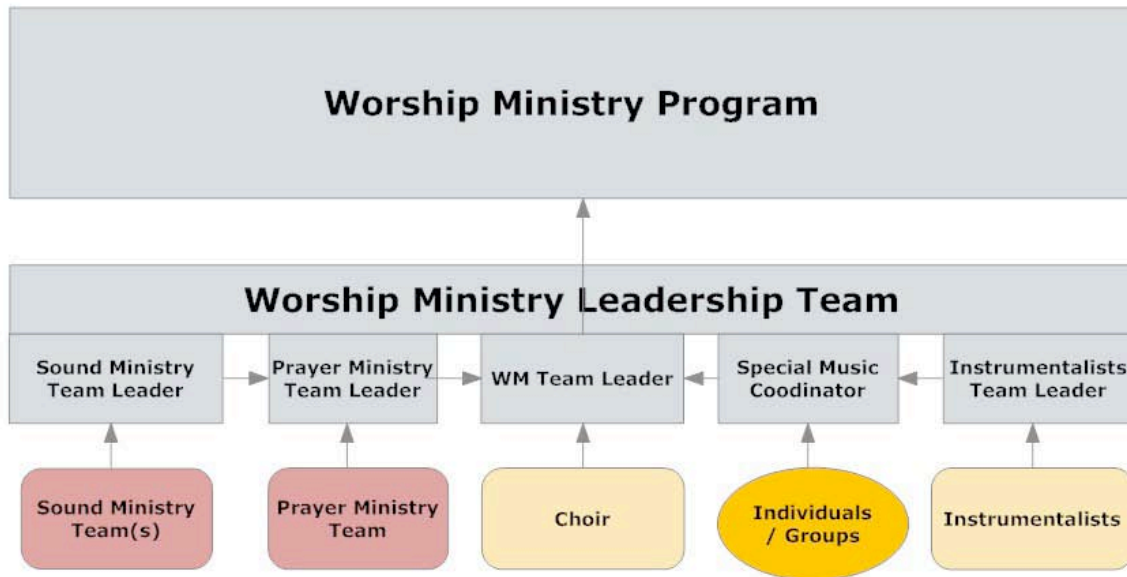 Worship Ministry Program
Worship Ministry Leadership Team
Sound Ministry
Team Leader
Prayer Ministry
Team Leader
WM Team Leader
Special Music
Coodinator
Instrumentalists
Team Leader
Sound Ministry
Team(s)
Prayer Ministry
Team
Choir
Individuals
/ Groups
Instrumentalists